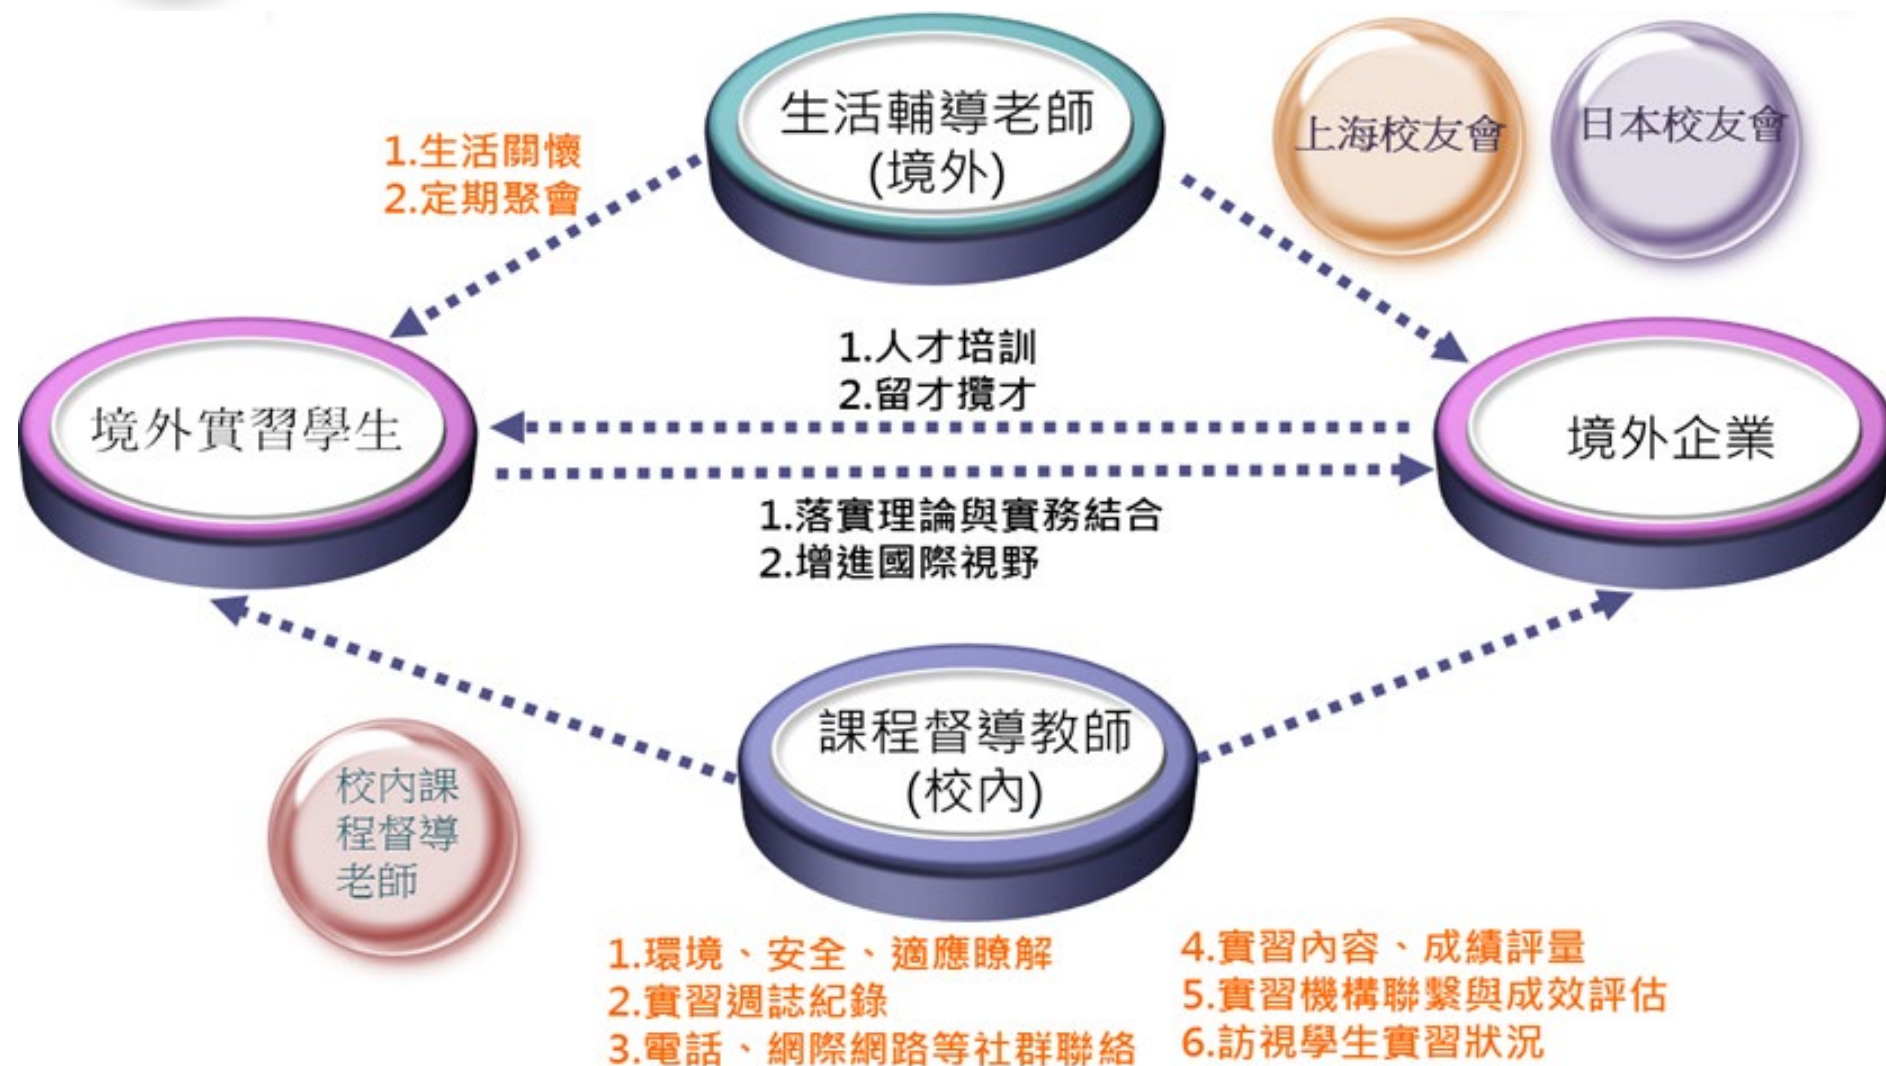 生活輔導老師
(境外)
上海校友會
日本校友會
1.生活關懷
2.定期聚會
1.人才培訓
2.留才攬才
境外實習學生
境外企業
1.落實理論與實務結合
2.增進國際視野
課程督導教師
(校內)
校內課
程督導
老師
1.環境、安全、適應瞭解
2.實習週誌紀錄
3.電話、網際網路等社群聯絡
4.實習內容、成績評量
5.實習機構聯繫與成效評估
6.訪視學生實習狀況